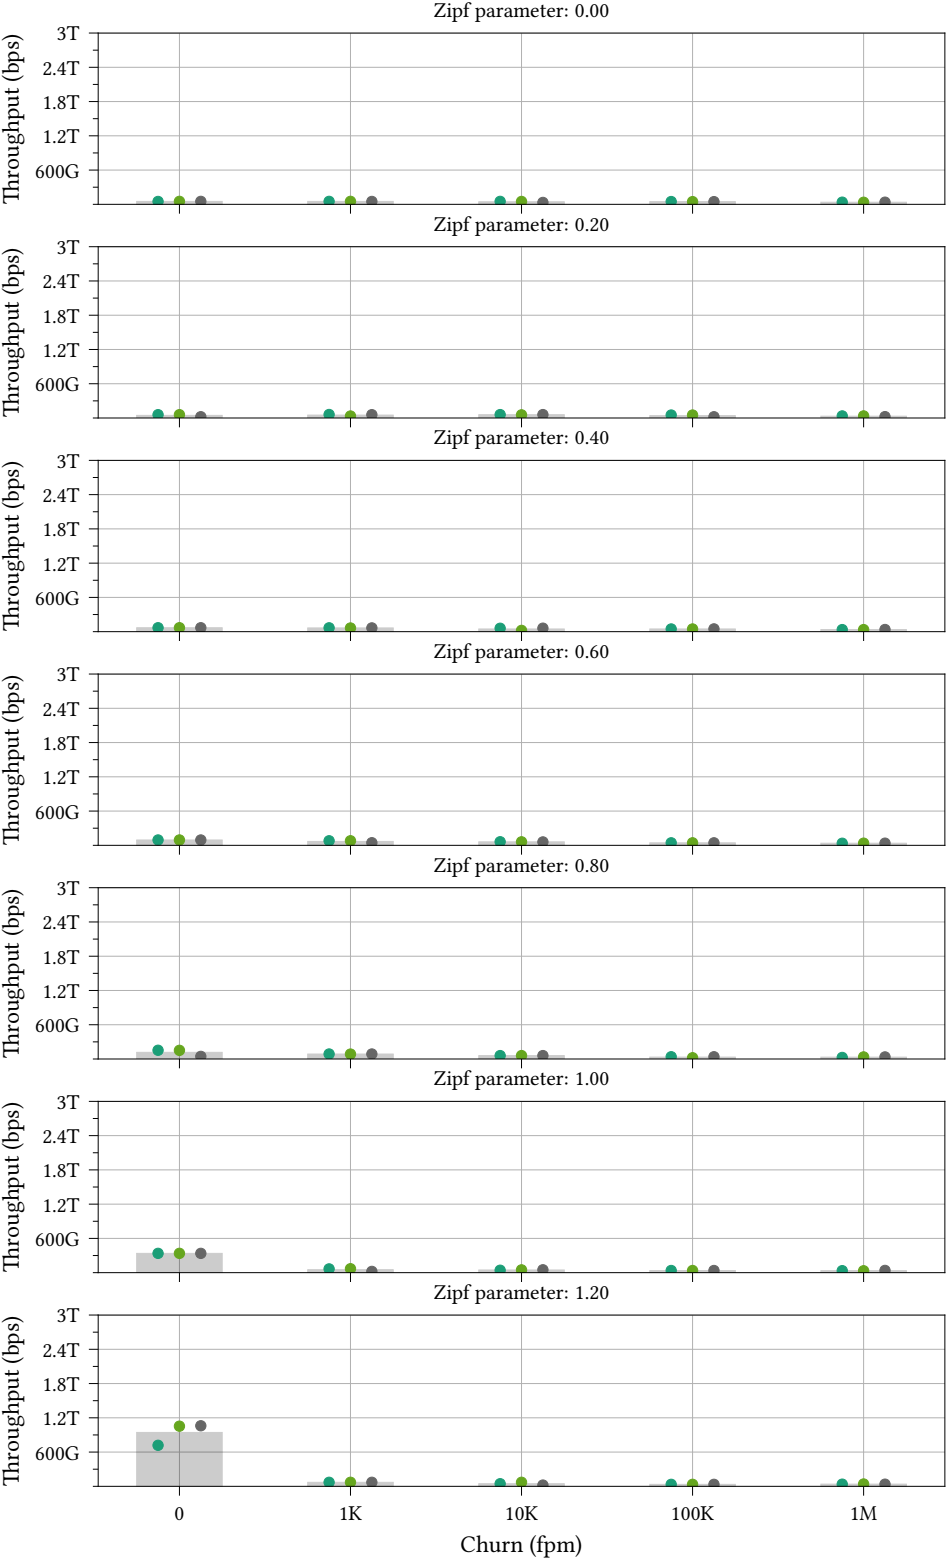 Zipf parameter: 0.00
Throughput (bps)
3T
2.4T
1.8T
1.2T
600G
Zipf parameter: 0.20
Throughput (bps)
3T
2.4T
1.8T
1.2T
600G
Zipf parameter: 0.40
Throughput (bps)
3T
2.4T
1.8T
1.2T
600G
Zipf parameter: 0.60
Throughput (bps)
3T
2.4T
1.8T
1.2T
600G
Zipf parameter: 0.80
Throughput (bps)
3T
2.4T
1.8T
1.2T
600G
Zipf parameter: 1.00
Throughput (bps)
3T
2.4T
1.8T
1.2T
600G
Zipf parameter: 1.20
Throughput (bps)
3T
2.4T
1.8T
1.2T
600G
0 1K 10K 100K 1M
Churn (fpm)